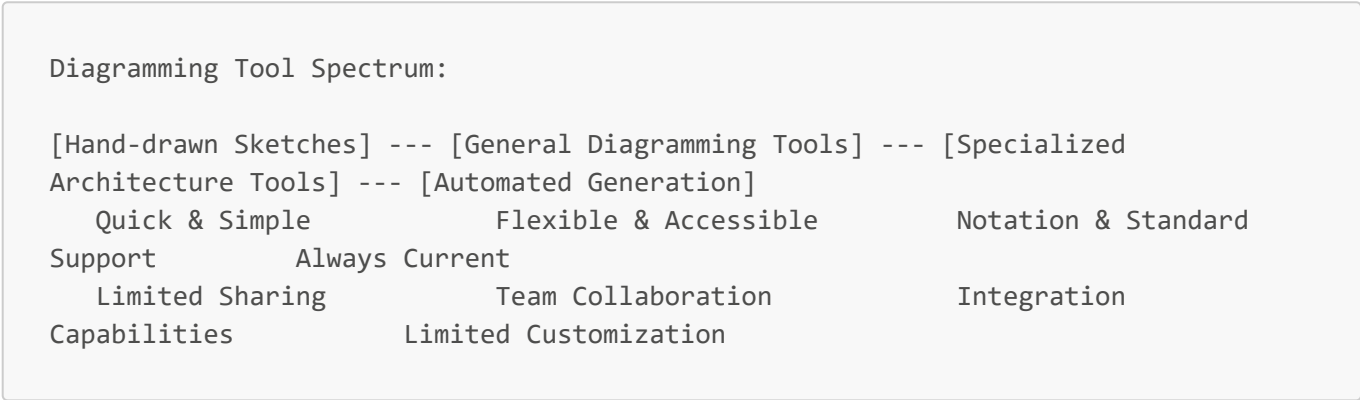 Diagramming Tool Spectrum:
[Hand-drawn Sketches] --- [General Diagramming Tools] --- [Specialized
Architecture Tools] --- [Automated Generation]
   Quick & Simple            Flexible & Accessible         Notation & Standard
Support         Always Current
   Limited Sharing           Team Collaboration            Integration
Capabilities           Limited Customization